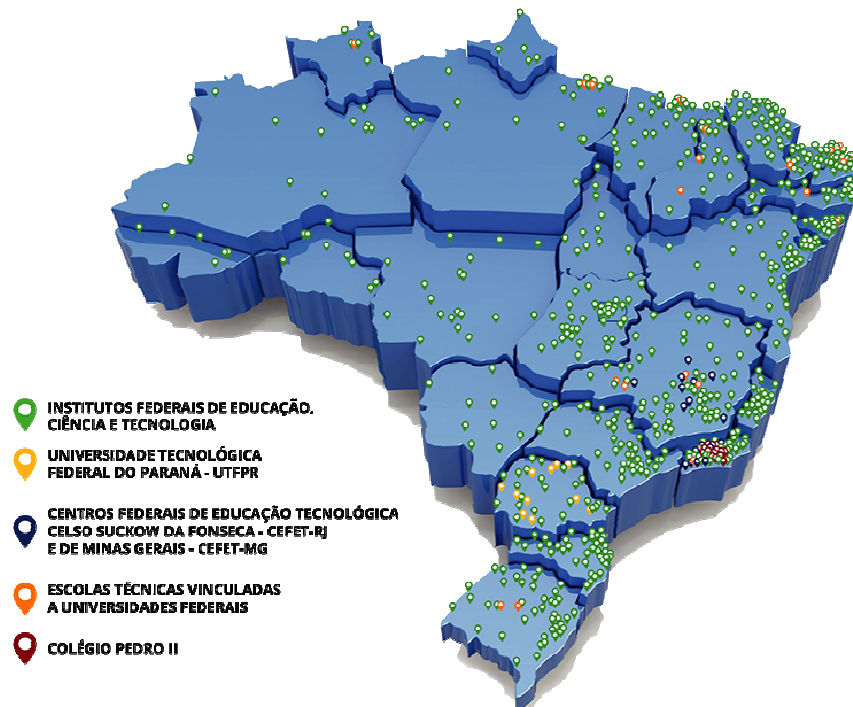 INSTITUTOS FEDERAIS DE EDUCAÇÃO,
CIÊNCIA E TECNOLOGIA
UNIVERSIDADE TECNOLÓGICA
FEDERAL DO PARANÁ - UTFPR
CENTROS FEDERAIS DE EDUCAÇÃO TECNOLÓGICA
CELSO SUCKOW DA FONSECA - CEFET-RJ
E DE MINAS GERAIS - CEFET-MG
ESCOLAS TÉCNICAS VINCULADAS
A UNIVERSIDADES FEDERAIS
COLÉGIO PEDRO II